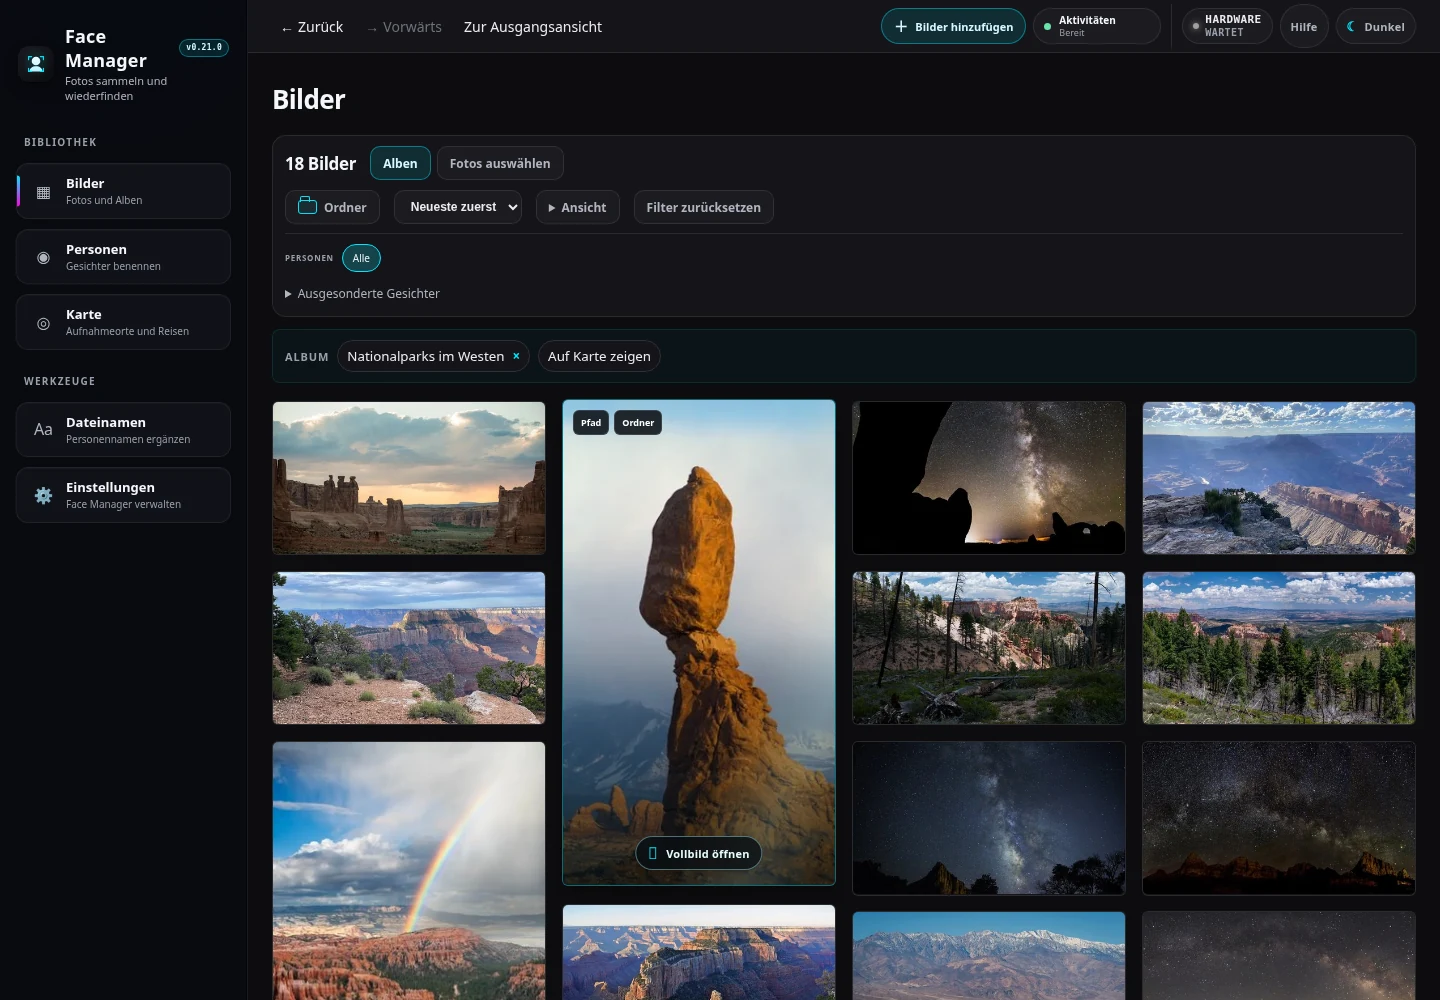 Face
Manager
v0.21.0
Fotos sammeln und
wiederfinden
BIBLIOTHEK
Bilder
Fotos und Alben
Personen
Gesichter benennen
Karte
Aufnahmeorte und Reisen
WERKZEUGE
Aa
Dateinamen
Personennamen ergänzen
Einstellungen
Face Manager verwalten
← Zurück
→ Vorwärts
Zur Ausgangsansicht
+ Bilder hinzufügen
Aktivitäten
Bereit
HARDWARE
WARTET
Hilfe
Dunkel
Bilder
18 Bilder
Alben
Fotos auswählen
Ordner
Neueste zuerst
Ansicht
Filter zurücksetzen
PERSONEN
Alle
Ausgesonderte Gesichter
ALBUM
Nationalparks im Westen ×
Auf Karte zeigen
Pfad
Ordner
Vollbild öffnen